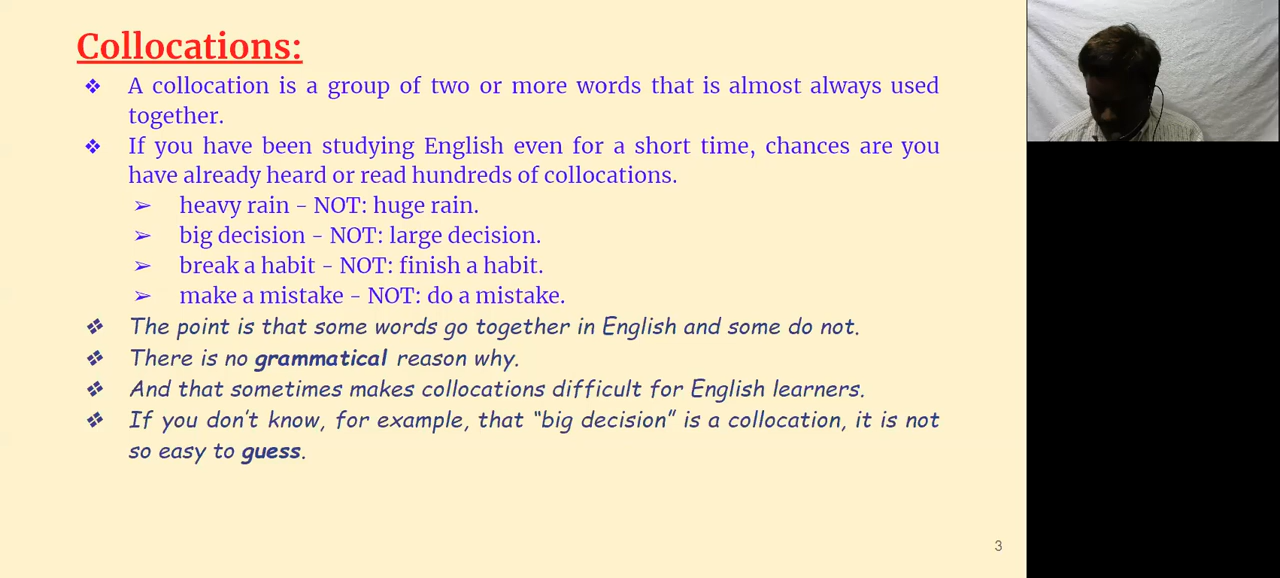 Collocations:
❖ A collocation is a group of two or more words that is almost always used
together.
❖ If you have been studying English even for a short time, chances are you
have already heard or read hundreds of collocations.
➢ heavy rain - NOT: huge rain.
➢ big decision - NOT: large decision.
➢ break a habit - NOT: finish a habit.
➢ make a mistake - NOT: do a mistake.
❖ The point is that some words go together in English and some do not.
❖ There is no grammatical reason why.
❖ And that sometimes makes collocations difficult for English learners.
❖ If you don't know, for example, that “big decision” is a collocation, it is not
so easy to guess.
3